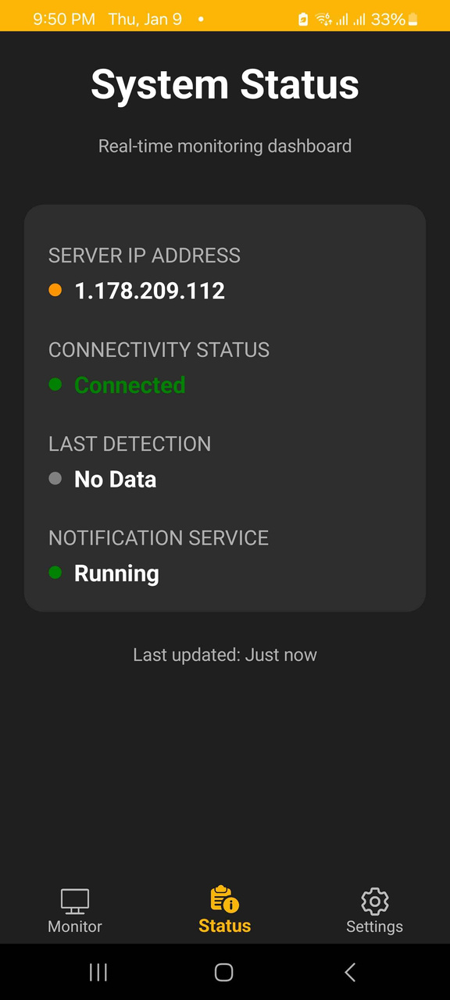 9:50 PM Thu, Jan 9 •
33%
System Status
Real-time monitoring dashboard
SERVER IP ADDRESS
1.178.209.112
CONNECTIVITY STATUS
Connected
LAST DETECTION
No Data
NOTIFICATION SERVICE
Running
Last updated: Just now
Monitor
Status
Settings